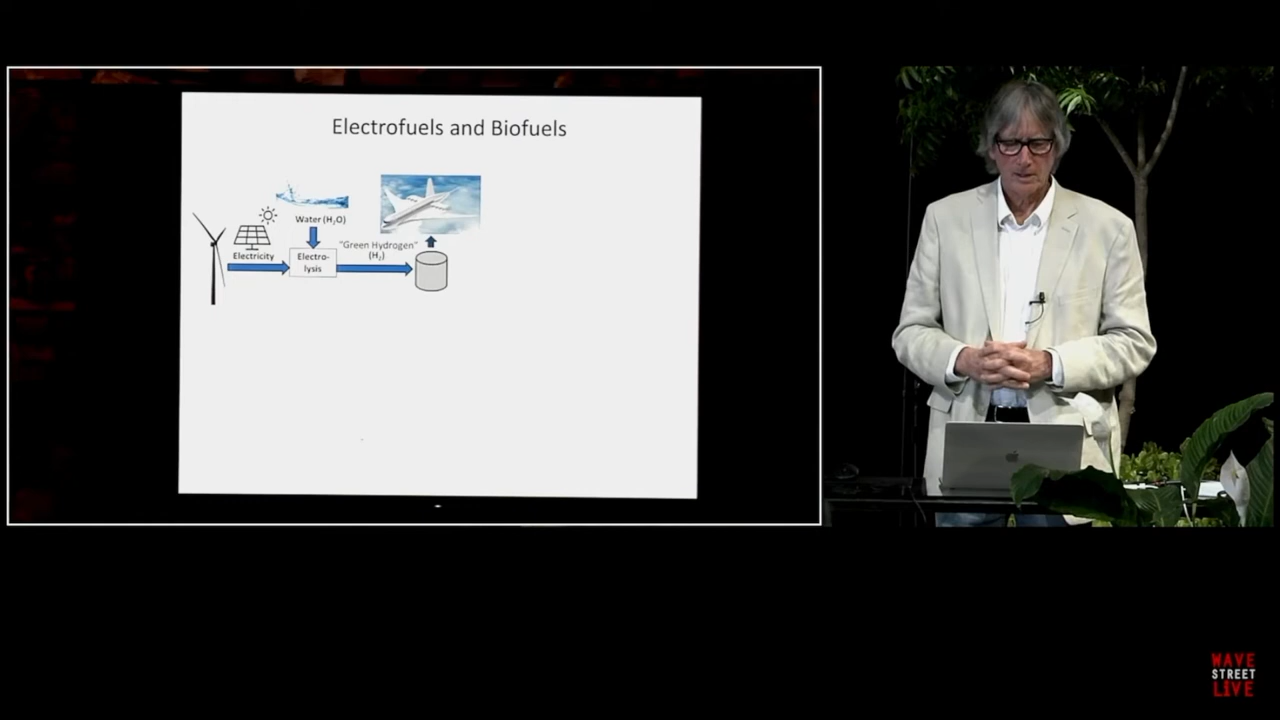 Electrofuels and Biofuels
Water (H₂O)
Electricity
Electro-
lysis
"Green Hydrogen"
(H₂)
WAVE
STREET
LIVE